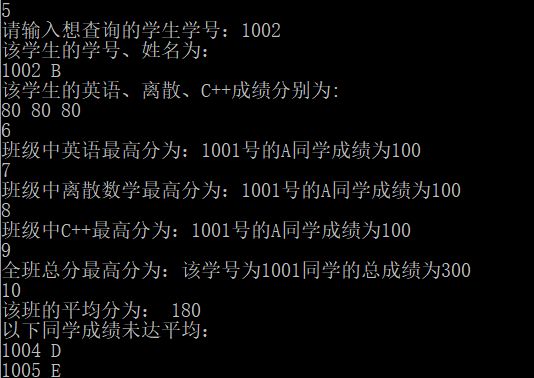 5
请输入想查询的学生学号：1002
该学生的学号、姓名为：
1002 B
该学生的英语、离散、C++成绩分别为:
80 80 80
6
班级中英语最高分为：1001号的A同学成绩为100
7
班级中离散数学最高分为：1001号的A同学成绩为100
8
班级中C++最高分为：1001号的A同学成绩为100
9
全班总分最高分为：该学号为1001同学的总成绩为300
10
该班的平均分为： 180
以下同学成绩未达平均：
1004 D
1005 E